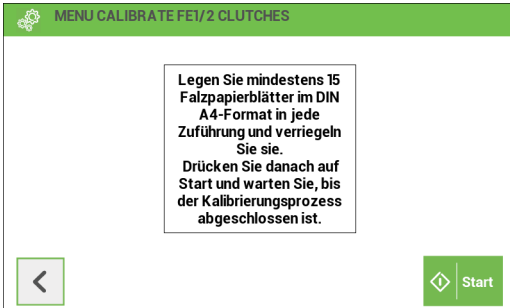 MENU CALIBRATE FE1/2 CLUTCHES
Legen Sie mindestens 15
Falzpapierblätter im DIN
A4-Format in jede
Zuführung und verriegeln
Sie sie.
Drücken Sie danach auf
Start und warten Sie, bis
der Kalibrierungsprozess
abgeschlossen ist.
Start